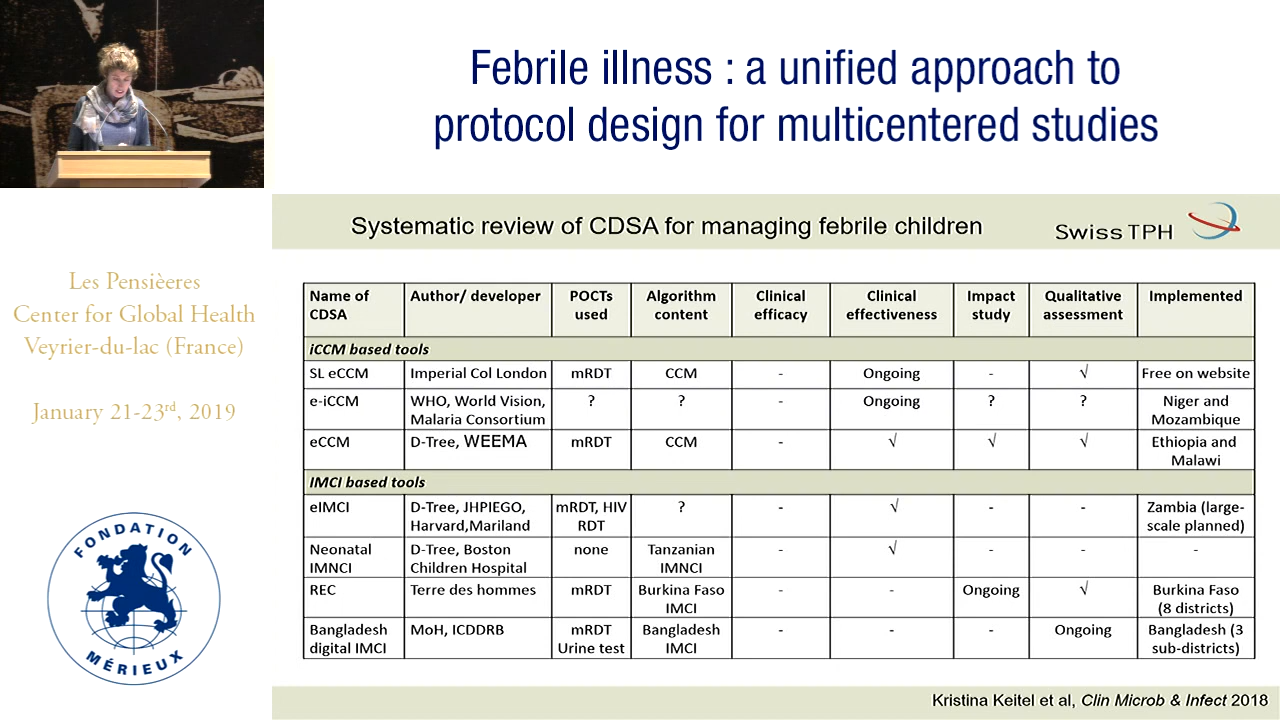 Febrile illness : a unified approach to
protocol design for multicentered studies
Les Pensièeres
Center for Global Health
Veyrier-du-lac (France)
January 21-23rd, 2019
FONDATION
MÉRIEUX
Systematic review of CDSA for managing febrile children
Swiss TPH
Name of CDSA | Author/ developer | POCTs used | Algorithm content | Clinical efficacy | Clinical effectiveness | Impact study | Qualitative assessment | Implemented
iCCM based tools
SL eCCM | Imperial Col London | mRDT | CCM | - | Ongoing | - | √ | Free on website
e-iCCM | WHO, World Vision, Malaria Consortium | ? | ? | - | Ongoing | ? | ? | Niger and Mozambique
eCCM | D-Tree, WEEMA | mRDT | CCM | - | √ | √ | √ | Ethiopia and Malawi
IMCI based tools
eIMCI | D-Tree, JHPIEGO, Harvard,Mariland | mRDT, HIV RDT | ? | - | √ | - | - | Zambia (large-scale planned)
Neonatal IMNCI | D-Tree, Boston Children Hospital | none | Tanzanian IMNCI | - | √ | - | - | -
REC | Terre des hommes | mRDT | Burkina Faso IMCI | - | - | Ongoing | √ | Burkina Faso (8 districts)
Bangladesh digital IMCI | MoH, ICDDRB | mRDT Urine test | Bangladesh IMCI | - | - | - | Ongoing | Bangladesh (3 sub-districts)
Kristina Keitel et al, Clin Microb & Infect 2018